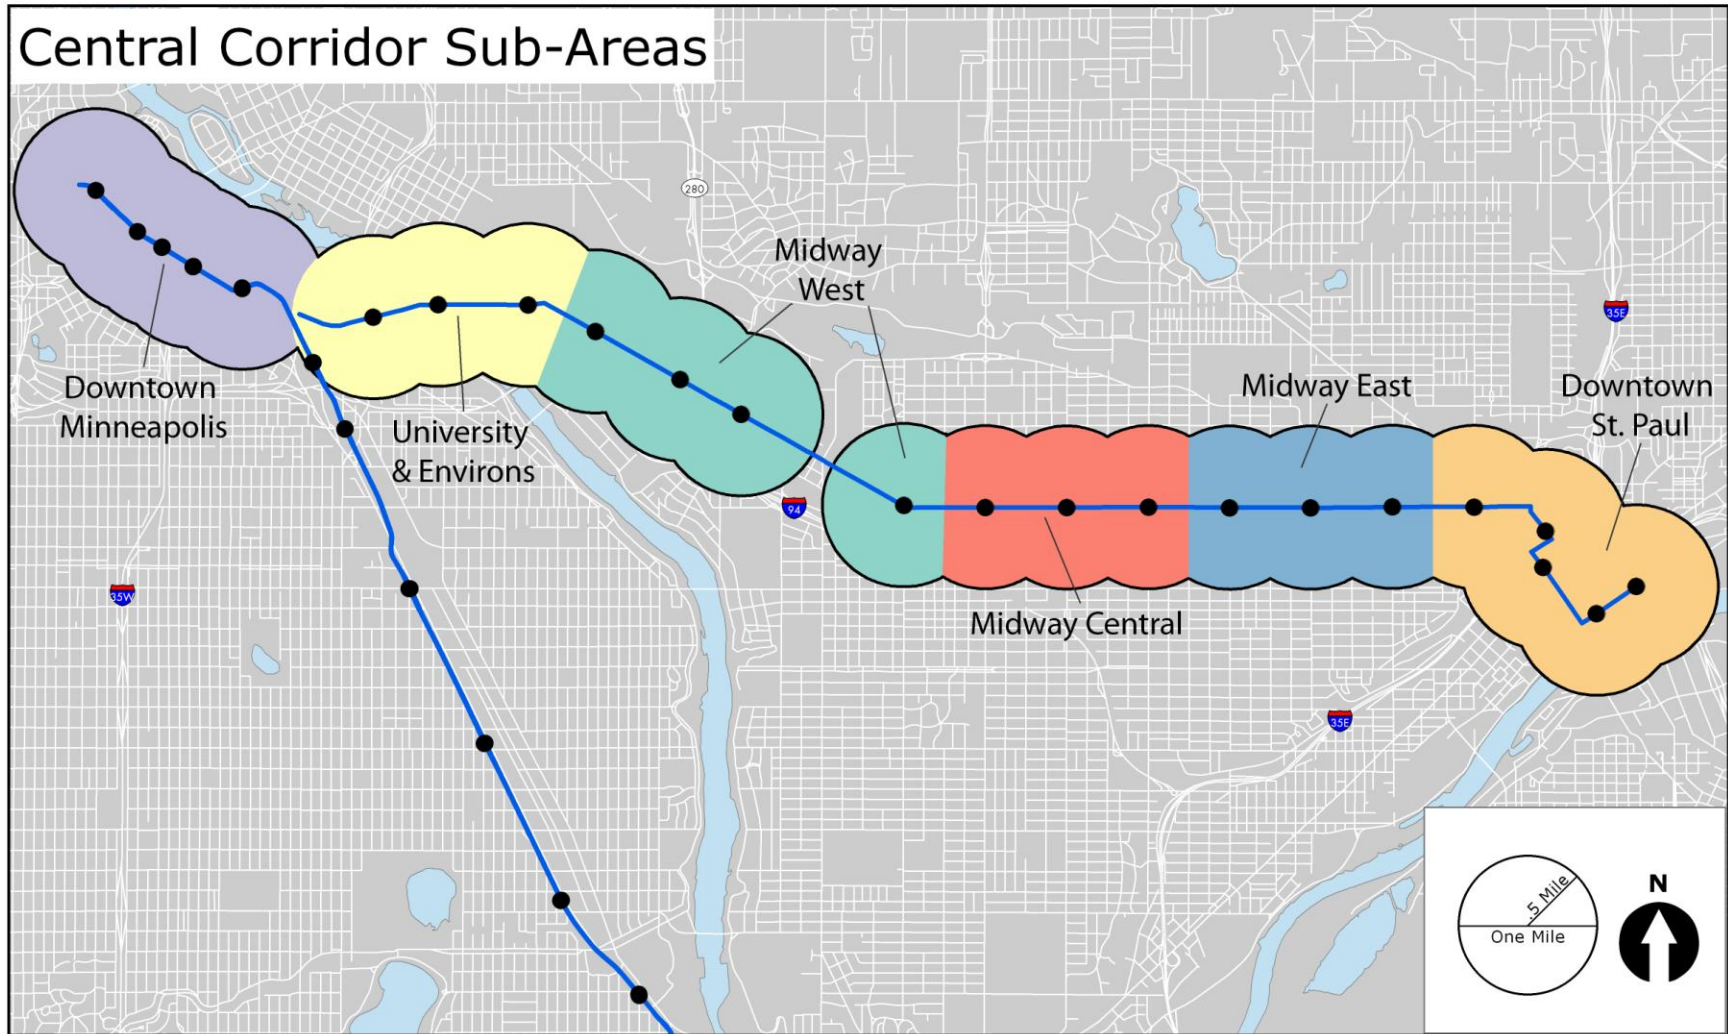 Central Corridor Sub-Areas
280
Midway
West
35E
Downtown
Minneapolis
University
& Environs
Midway East
Downtown
St. Paul
94
35W
Midway Central
35E
.5 Mile
One Mile
N